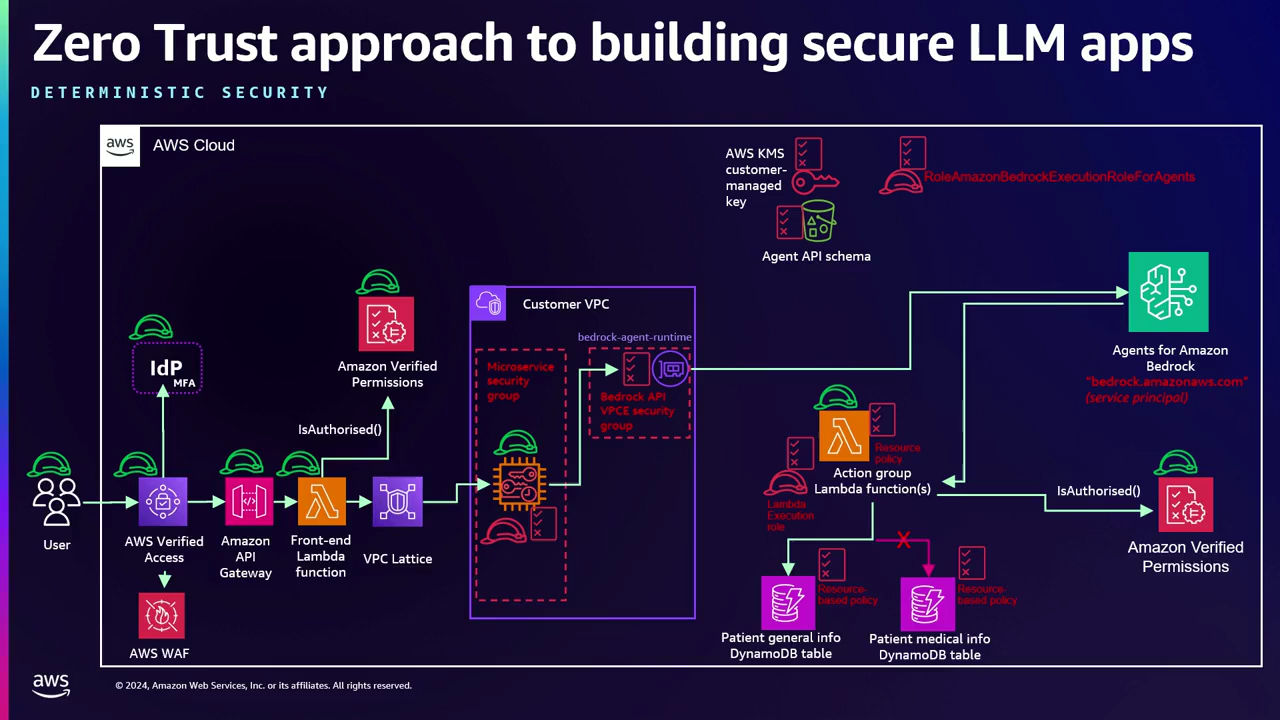 Zero Trust approach to building secure LLM apps
DETERMINISTIC SECURITY
aws
AWS Cloud
AWS KMS
customer-
managed
key
RoleAmazonBedrockExecutionRoleForAgents
Agent API schema
Customer VPC
bedrock-agent-runtime
Microservice
security
group
Bedrock API
VPCE security
group
Agents for Amazon
Bedrock
"bedrock.amazonaws.com"
(service principal)
IdP
MFA
Amazon Verified
Permissions
IsAuthorised()
Resource
policy
Action group
Lambda function(s)
Lambda
Execution
role
IsAuthorised()
Amazon Verified
Permissions
User
AWS Verified
Access
Amazon
API
Gateway
Front-end
Lambda
function
VPC Lattice
AWS WAF
Resource-
based policy
Resource-
based policy
X
Patient general info
DynamoDB table
Patient medical info
DynamoDB table
aws
© 2024, Amazon Web Services, Inc. or its affiliates. All rights reserved.